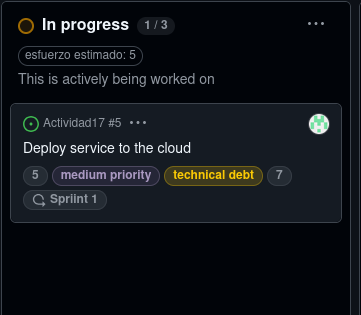 In progress 1 / 3
esfuerzo estimado: 5
This is actively being worked on
Actividad17 #5
Deploy service to the cloud
5 medium priority technical debt 7
Spriint 1